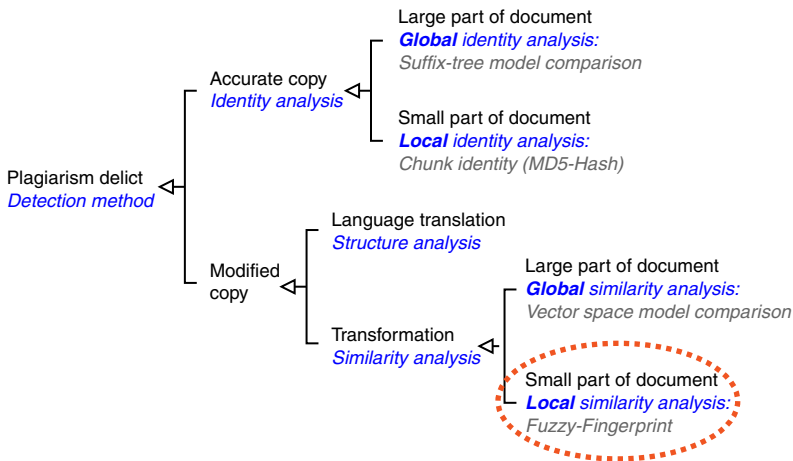 Large part of document
Global identity analysis:
Suffix-tree model comparison
Accurate copy
Identity analysis
Small part of document
Local identity analysis:
Chunk identity (MD5-Hash)
Plagiarism delict
Detection method
Language translation
Structure analysis
Modified
copy
Large part of document
Global similarity analysis:
Vector space model comparison
Transformation
Similarity analysis
Small part of document
Local similarity analysis:
Fuzzy-Fingerprint